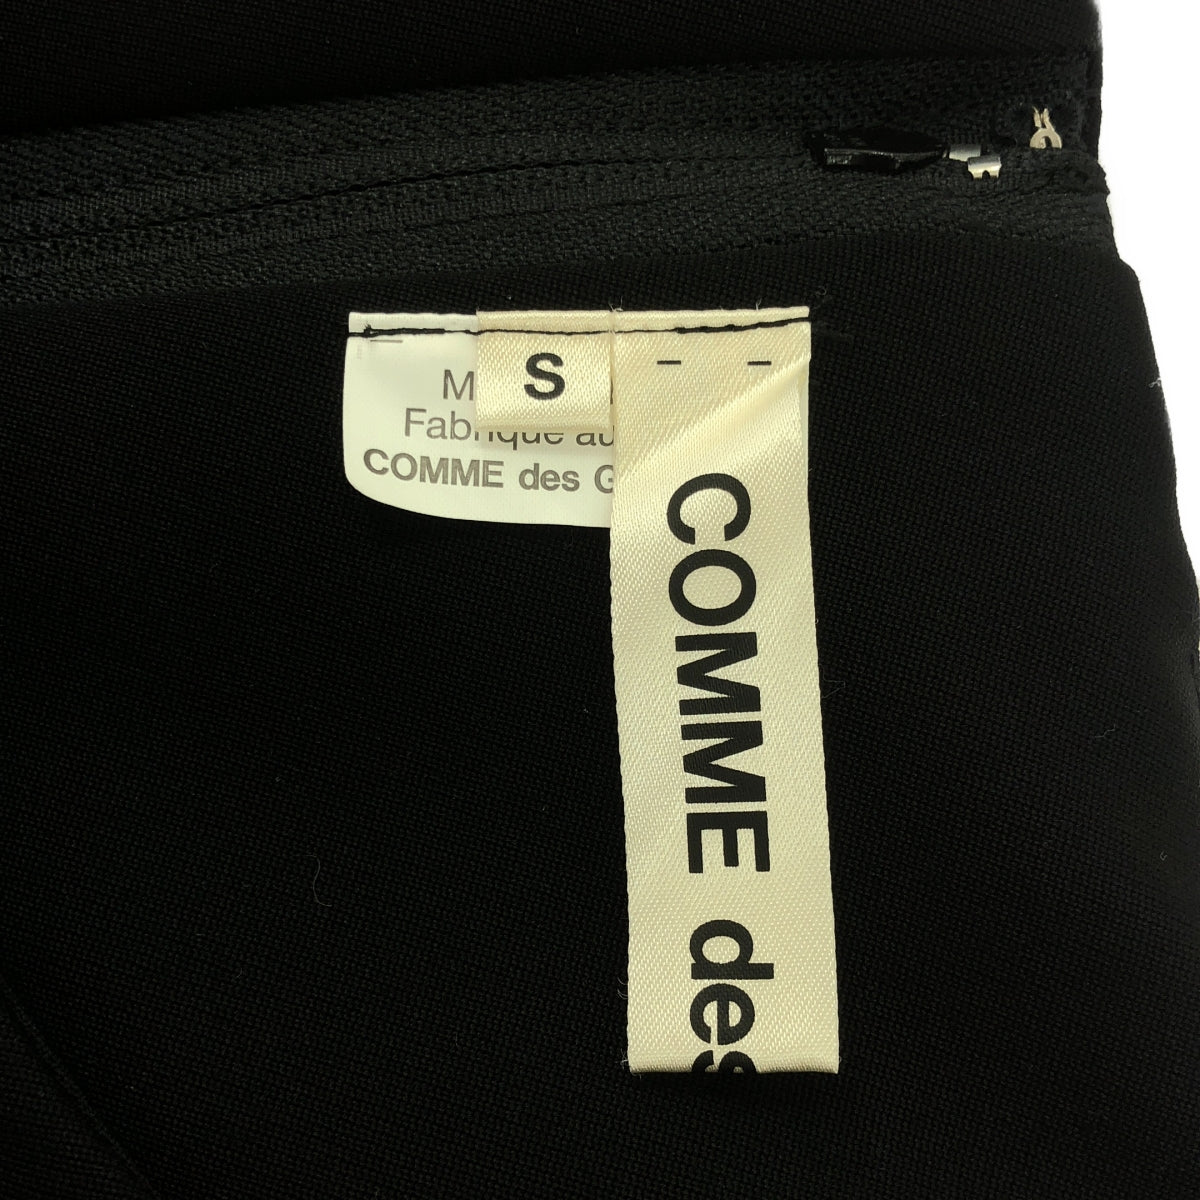 S
Fabrique au
COMME des G
COMME des